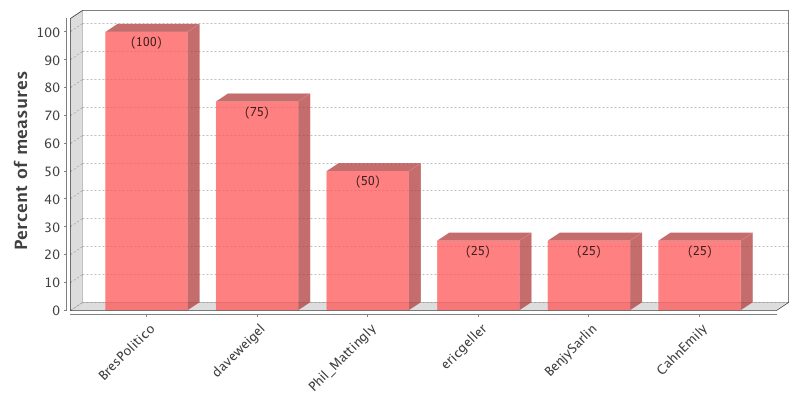 Percent of measures
100
90
80
70
60
50
40
30
20
10
0
(100)
(75)
(50)
(25)
(25)
(25)
BresPolitico
daveweigel
Phil_Mattingly
ericgeller
BenjySarlin
CahnEmily